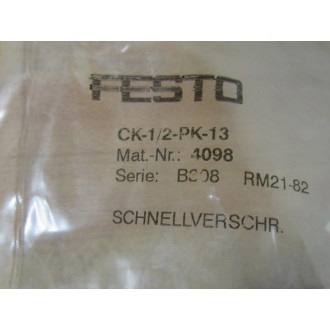 FESTO
CK-1/2-PK-13
Mat.-Nr.: 4098
Serie: B308 RM21-82
SCHNELLVERSCHR.